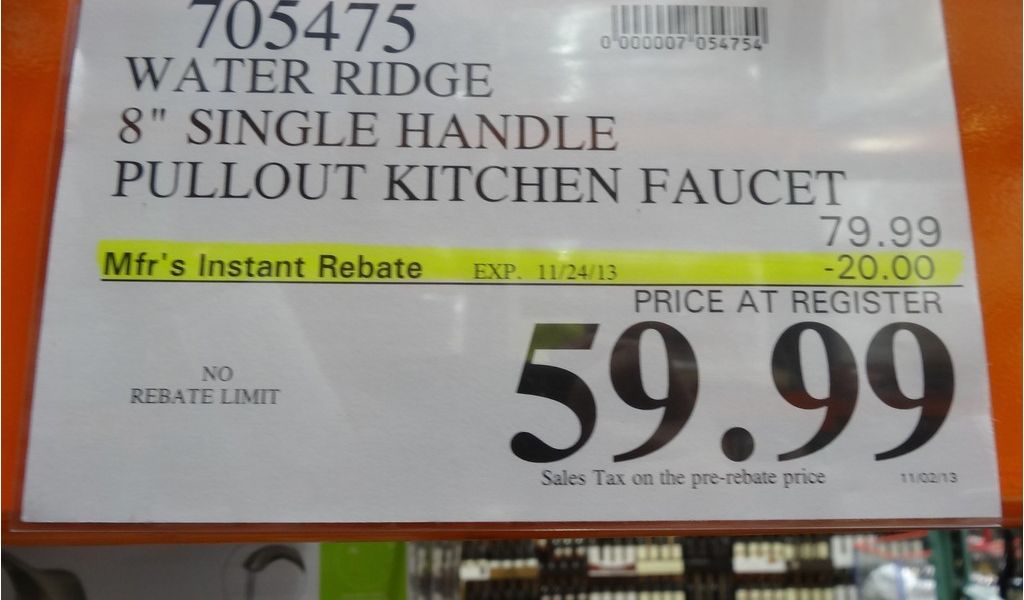 705475
0 000007 054754
WATER RIDGE
8" SINGLE HANDLE
PULLOUT KITCHEN FAUCET
79.99
Mfr's Instant Rebate EXP. 11/24/13 -20.00
PRICE AT REGISTER
59.99
NO
REBATE LIMIT
Sales Tax on the pre-rebate price 11/02/13